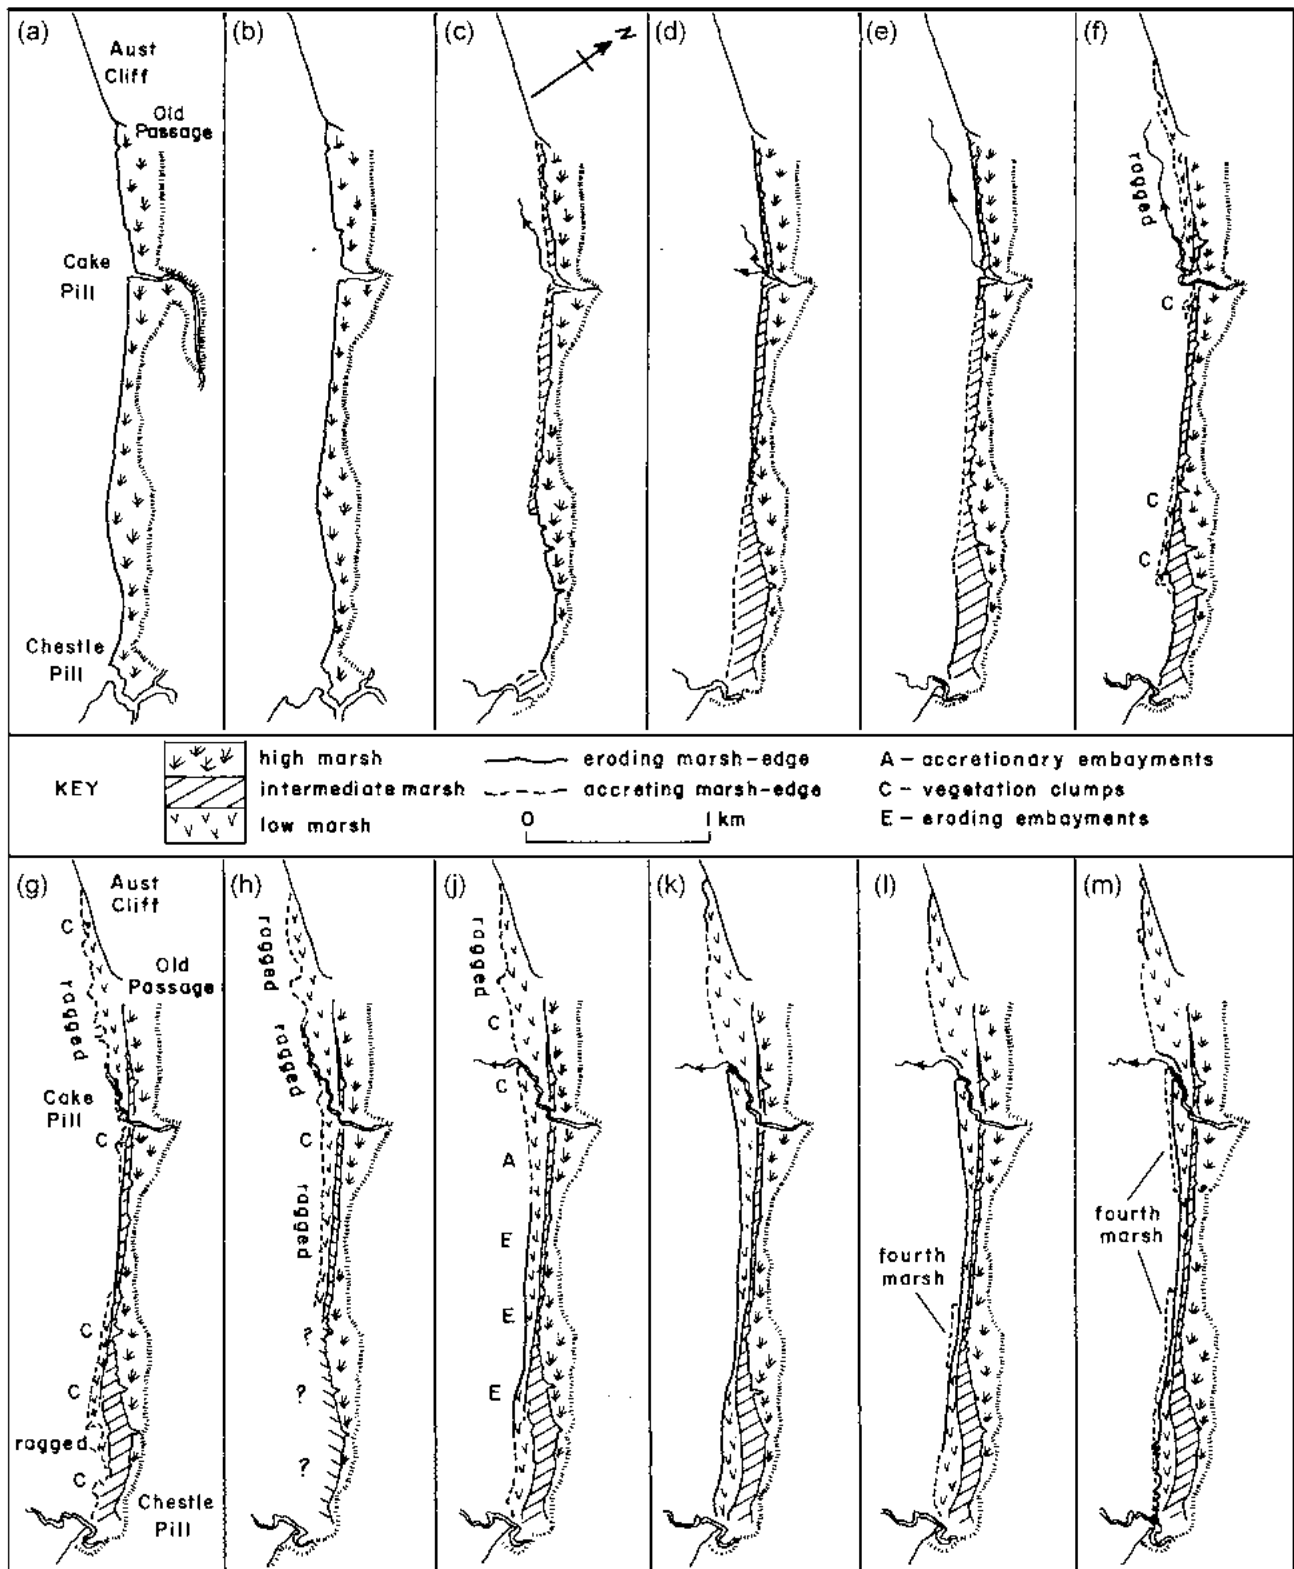 (a)
Aust
Cliff
Old
Passage
Cake
Pill
Chestle
Pill
(b)
(c)
N
(d)
(e)
(f)
ragged
C
C
C
KEY
high marsh
intermediate marsh
low marsh
eroding marsh-edge
accreting marsh-edge
0 1 km
A – accretionary embayments
C – vegetation clumps
E – eroding embayments
(g)
Aust
Cliff
C
Old
Passage
ragged
Cake
Pill
C
C
C
ragged
C
Chestle
Pill
(h)
ragged
ragged
C
ragged
?
?
?
(j)
ragged
C
C
A
E
E
E
(k)
(l)
fourth
marsh
(m)
fourth
marsh